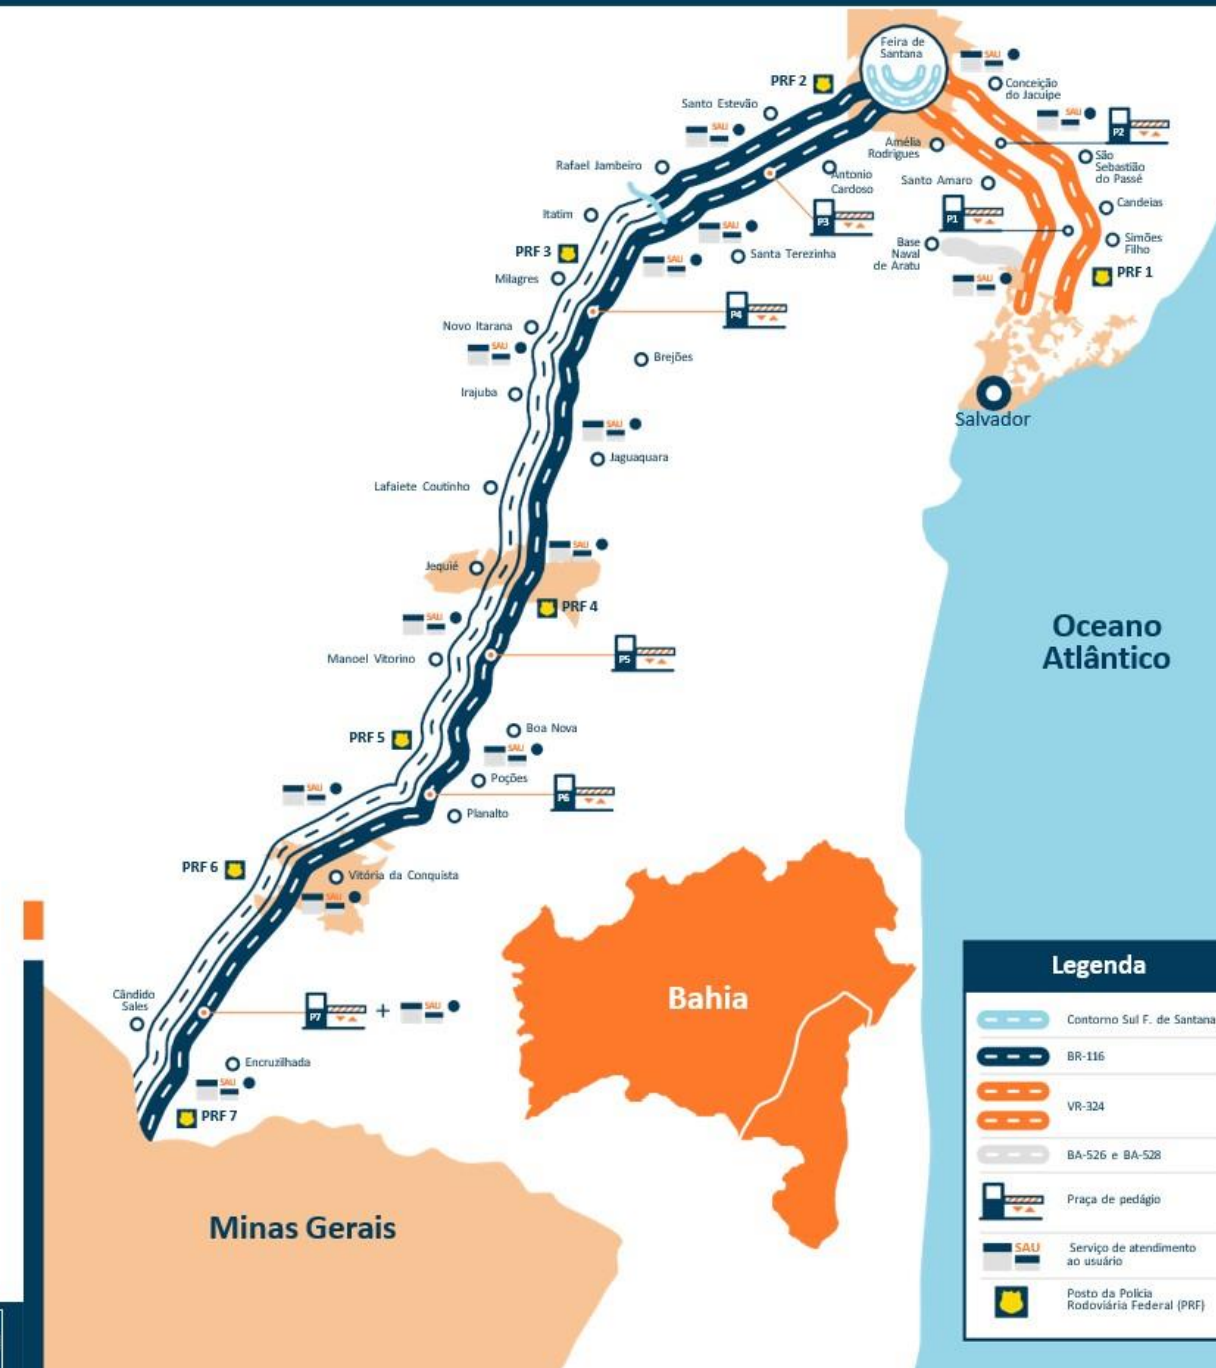 Feira de
Santana
SAU
Conceição
do Jacuípe
PRF 2
Santo Estevão
SAU
SAU
P2
Amélia
Rodrigues
São
Sebastião
do Passé
Rafael Jambeiro
Antonio
Cardoso
Santo Amaro
Candeias
Itatim
P3
P1
SAU
Base
Naval
de Aratu
Simões
Filho
PRF 3
Santa Terezinha
SAU
PRF 1
Milagres
SAU
P4
Novo Itarana
SAU
Brejões
Irajuba
Salvador
SAU
Jaguaquara
Lafaiete Coutinho
SAU
Jequié
PRF 4
SAU
Manoel Vitorino
P5
Oceano
Atlântico
PRF 5
Boa Nova
SAU
Poções
SAU
P6
Planalto
PRF 6
Vitória da Conquista
SAU
Cândido
Sales
P7
+
SAU
Encruzilhada
SAU
PRF 7
Minas Gerais
Bahia
Legenda
Contorno Sul F. de Santana
BR-116
VR-324
BA-526 e BA-528
Praça de pedágio
SAU
Serviço de atendimento
ao usuário
Posto da Polícia
Rodoviária Federal (PRF)